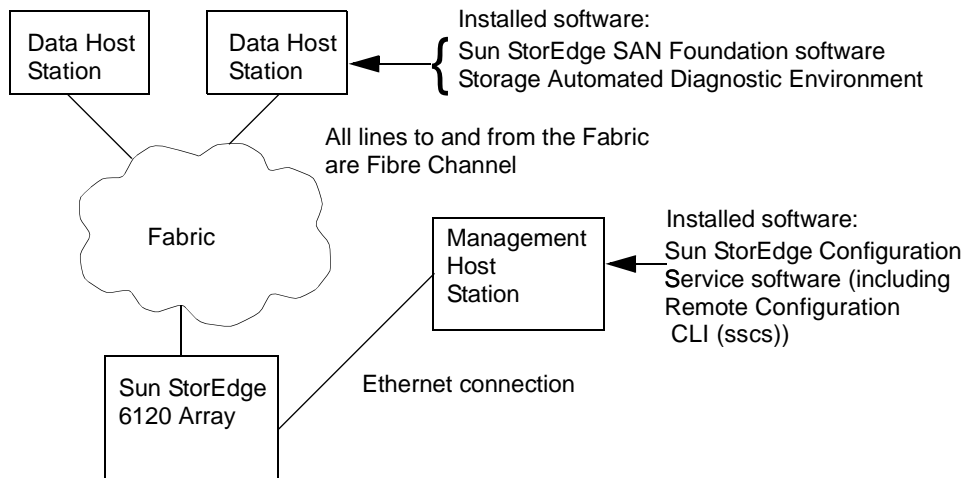 Data Host
Station
Data Host
Station
Installed software:
Sun StorEdge SAN Foundation software
Storage Automated Diagnostic Environment
All lines to and from the Fabric
are Fibre Channel
Fabric
Management
Host
Station
Installed software:
Sun StorEdge Configuration
Service software (including
Remote Configuration
CLI (sscs))
Ethernet connection
Sun StorEdge
6120 Array